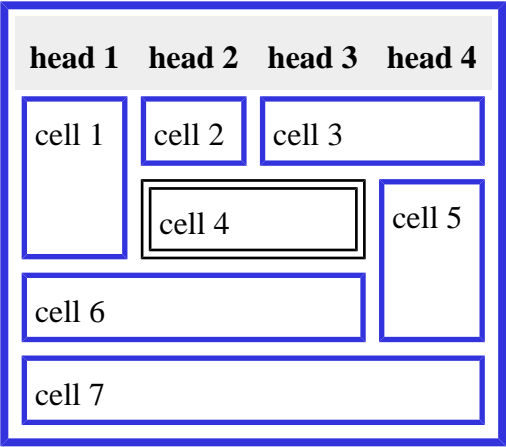 head 1 head 2 head 3 head 4
cell 1 cell 2 cell 3
cell 4 cell 5
cell 6
cell 7